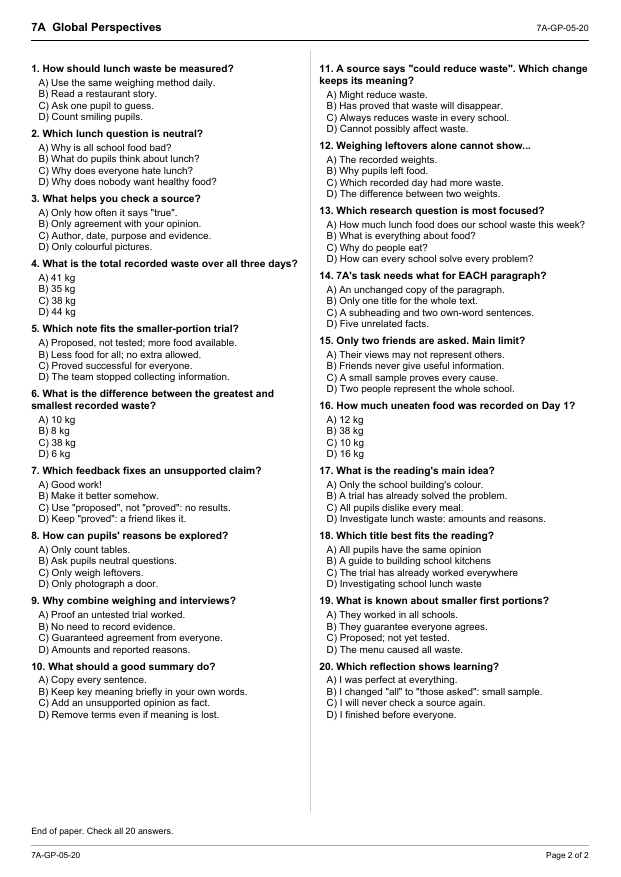 7A Global Perspectives
7A-GP-05-20
1. How should lunch waste be measured?
A) Use the same weighing method daily.
B) Read a restaurant story.
C) Ask one pupil to guess.
D) Count smiling pupils.
2. Which lunch question is neutral?
A) Why is all school food bad?
B) What do pupils think about lunch?
C) Why does everyone hate lunch?
D) Why does nobody want healthy food?
3. What helps you check a source?
A) Only how often it says "true".
B) Only agreement with your opinion.
C) Author, date, purpose and evidence.
D) Only colourful pictures.
4. What is the total recorded waste over all three days?
A) 41 kg
B) 35 kg
C) 38 kg
D) 44 kg
5. Which note fits the smaller-portion trial?
A) Proposed, not tested; more food available.
B) Less food for all; no extra allowed.
C) Proved successful for everyone.
D) The team stopped collecting information.
6. What is the difference between the greatest and
smallest recorded waste?
A) 10 kg
B) 8 kg
C) 38 kg
D) 6 kg
7. Which feedback fixes an unsupported claim?
A) Good work!
B) Make it better somehow.
C) Use "proposed", not "proved": no results.
D) Keep "proved": a friend likes it.
8. How can pupils' reasons be explored?
A) Only count tables.
B) Ask pupils neutral questions.
C) Only weigh leftovers.
D) Only photograph a door.
9. Why combine weighing and interviews?
A) Proof an untested trial worked.
B) No need to record evidence.
C) Guaranteed agreement from everyone.
D) Amounts and reported reasons.
10. What should a good summary do?
A) Copy every sentence.
B) Keep key meaning briefly in your own words.
C) Add an unsupported opinion as fact.
D) Remove terms even if meaning is lost.
11. A source says "could reduce waste". Which change
keeps its meaning?
A) Might reduce waste.
B) Has proved that waste will disappear.
C) Always reduces waste in every school.
D) Cannot possibly affect waste.
12. Weighing leftovers alone cannot show...
A) The recorded weights.
B) Why pupils left food.
C) Which recorded day had more waste.
D) The difference between two weights.
13. Which research question is most focused?
A) How much lunch food does our school waste this week?
B) What is everything about food?
C) Why do people eat?
D) How can every school solve every problem?
14. 7A's task needs what for EACH paragraph?
A) An unchanged copy of the paragraph.
B) Only one title for the whole text.
C) A subheading and two own-word sentences.
D) Five unrelated facts.
15. Only two friends are asked. Main limit?
A) Their views may not represent others.
B) Friends never give useful information.
C) A small sample proves every cause.
D) Two people represent the whole school.
16. How much uneaten food was recorded on Day 1?
A) 12 kg
B) 38 kg
C) 10 kg
D) 16 kg
17. What is the reading's main idea?
A) Only the school building's colour.
B) A trial has already solved the problem.
C) All pupils dislike every meal.
D) Investigate lunch waste: amounts and reasons.
18. Which title best fits the reading?
A) All pupils have the same opinion
B) A guide to building school kitchens
C) The trial has already worked everywhere
D) Investigating school lunch waste
19. What is known about smaller first portions?
A) They worked in all schools.
B) They guarantee everyone agrees.
C) Proposed; not yet tested.
D) The menu caused all waste.
20. Which reflection shows learning?
A) I was perfect at everything.
B) I changed "all" to "those asked": small sample.
C) I will never check a source again.
D) I finished before everyone.
End of paper. Check all 20 answers.
7A-GP-05-20
Page 2 of 2